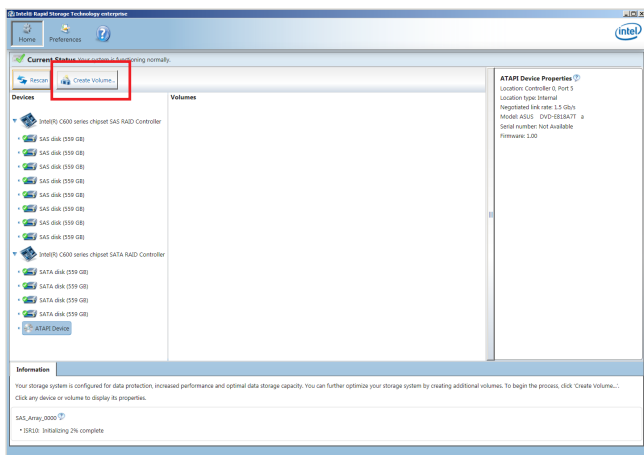 Intel® Rapid Storage Technology enterprise
Home
Preferences
intel
Current Status Your system is functioning normally.
Rescan
Create Volume...
Devices
Volumes
Intel(R) C600 series chipset SAS RAID Controller
SAS disk (559 GB)
SAS disk (559 GB)
SAS disk (559 GB)
SAS disk (559 GB)
SAS disk (559 GB)
SAS disk (559 GB)
SAS disk (559 GB)
SAS disk (559 GB)
Intel(R) C600 series chipset SATA RAID Controller
SATA disk (559 GB)
SATA disk (559 GB)
SATA disk (559 GB)
SATA disk (559 GB)
ATAPI Device
ATAPI Device Properties
Location: Controller 0, Port 5
Location type: Internal
Negotiated link rate: 1.5 Gb/s
Model: ASUS DVD-E818A7T a
Serial number: Not Available
Firmware: 1.00
Information
Your storage system is configured for data protection, increased performance and optimal data storage capacity. You can further optimize your storage system by creating additional volumes. To begin the process, click 'Create Volume...'.
Click any device or volume to display its properties.
SAS_Array_0000
• ISR10: Initializing 2% complete